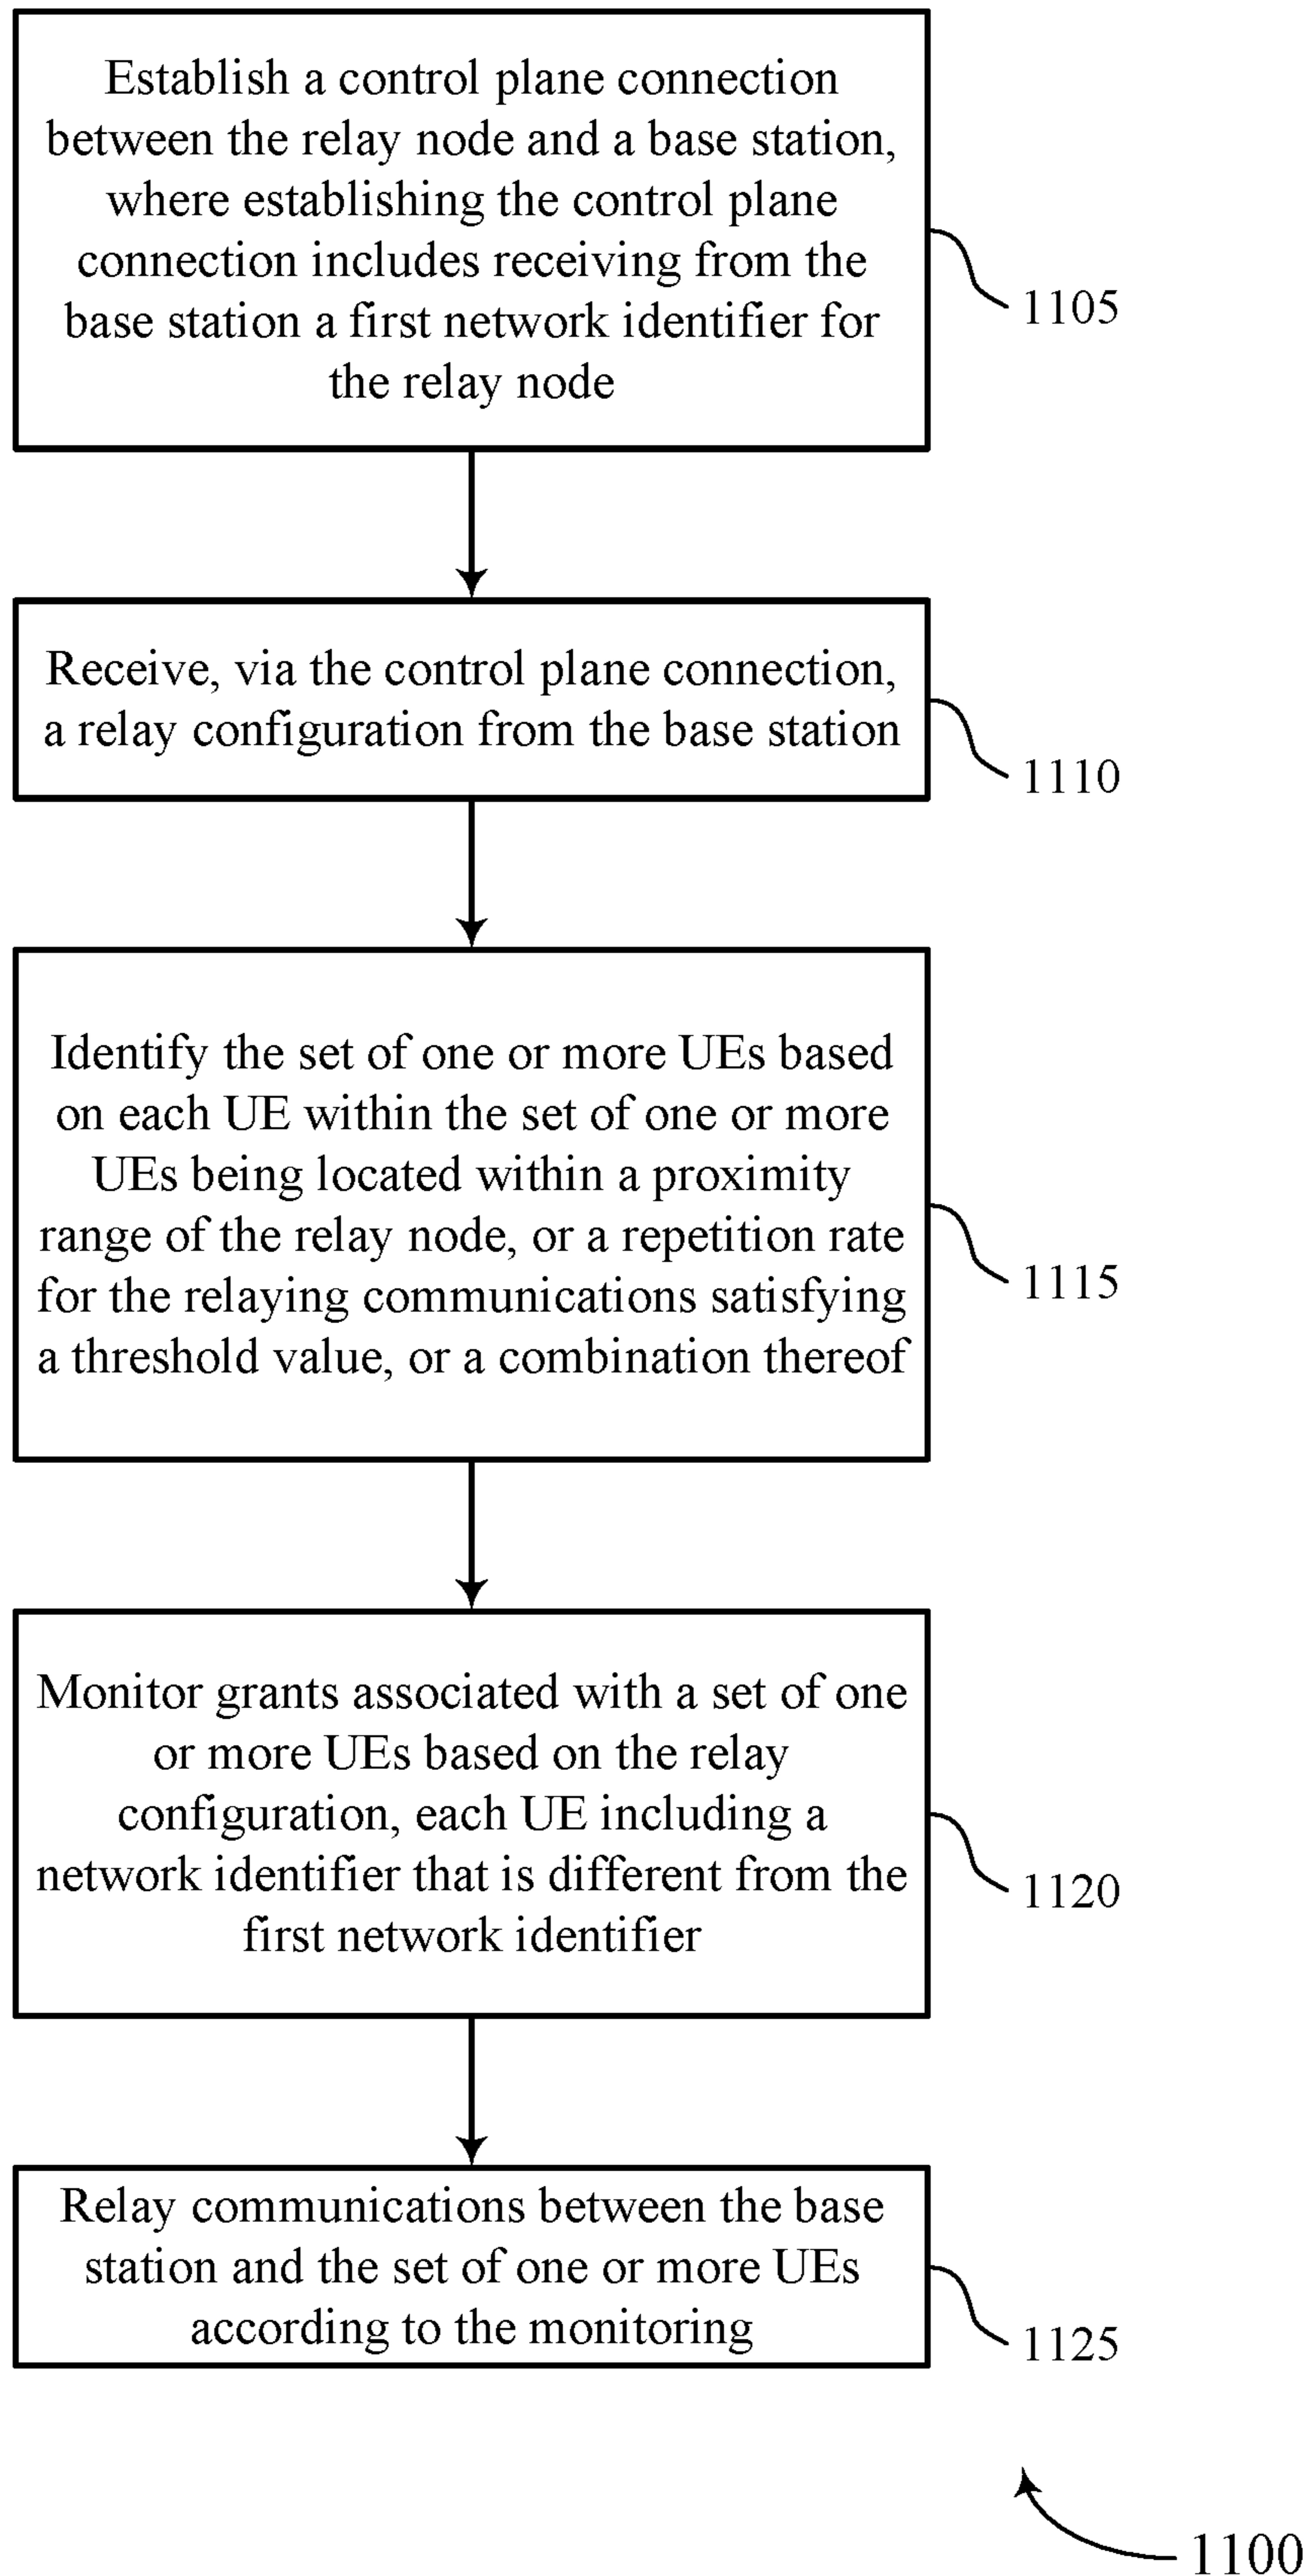 Establish a control plane connection
between the relay node and a base station,
where establishing the control plane
connection includes receiving from the
base station a first network identifier for
the relay node
1105
Receive, via the control plane connection,
a relay configuration from the base station
1110
Identify the set of one or more UEs based
on each UE within the set of one or more
UEs being located within a proximity
range of the relay node, or a repetition rate
for the relaying communications satisfying
a threshold value, or a combination thereof
1115
Monitor grants associated with a set of one
or more UEs based on the relay
configuration, each UE including a
network identifier that is different from the
first network identifier
1120
Relay communications between the base
station and the set of one or more UEs
according to the monitoring
1125
1100